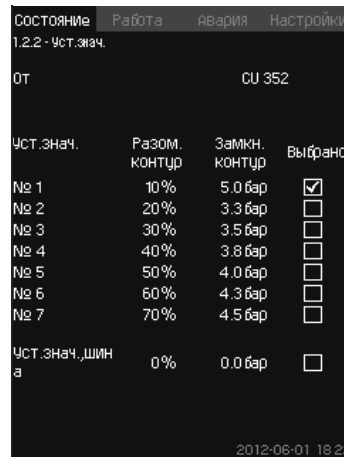 Состояние Работа Авария Настройки
1.2.2 - Уст.знач.
От CU 352
Уст.знач. Разом. контур Замкн. контур Выбрано
№ 1 10% 5.0 бар
№ 2 20% 3.3 бар
№ 3 30% 3.5 бар
№ 4 40% 3.8 бар
№ 5 50% 4.0 бар
№ 6 60% 4.3 бар
№ 7 70% 4.5 бар
Уст.знач.,шин
а 0% 0.0 бар
2012-06-01 18:2